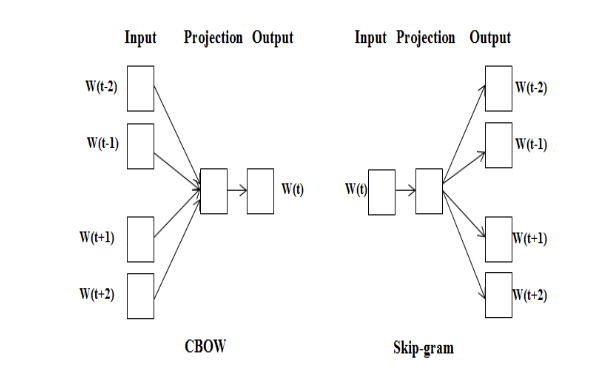 Input Projection Output
W(t-2)
W(t-1)
W(t)
W(t+1)
W(t+2)
CBOW
Input Projection Output
W(t-2)
W(t-1)
W(t)
W(t+1)
W(t+2)
Skip-gram